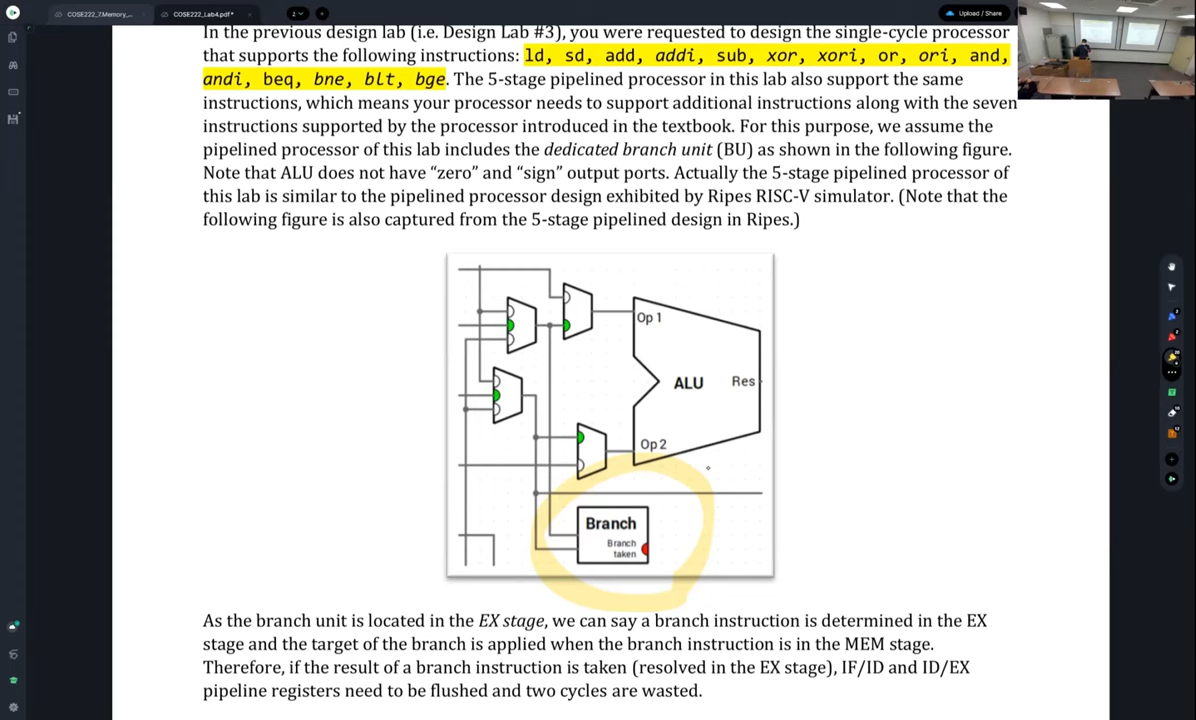 COSE222_7.Memory_...
COSE222_Lab4.pdf*
2
Upload / Share
In the previous design lab (i.e. Design Lab #3), you were requested to design the single-cycle processor
that supports the following instructions: ld, sd, add, addi, sub, xor, xori, or, ori, and,
andi, beq, bne, blt, bge. The 5-stage pipelined processor in this lab also support the same
instructions, which means your processor needs to support additional instructions along with the seven
instructions supported by the processor introduced in the textbook. For this purpose, we assume the
pipelined processor of this lab includes the dedicated branch unit (BU) as shown in the following figure.
Note that ALU does not have “zero” and “sign” output ports. Actually the 5-stage pipelined processor of
this lab is similar to the pipelined processor design exhibited by Ripes RISC-V simulator. (Note that the
following figure is also captured from the 5-stage pipelined design in Ripes.)
Op 1
ALU Res
Op 2
Branch
Branch
taken
As the branch unit is located in the EX stage, we can say a branch instruction is determined in the EX
stage and the target of the branch is applied when the branch instruction is in the MEM stage.
Therefore, if the result of a branch instruction is taken (resolved in the EX stage), IF/ID and ID/EX
pipeline registers need to be flushed and two cycles are wasted.